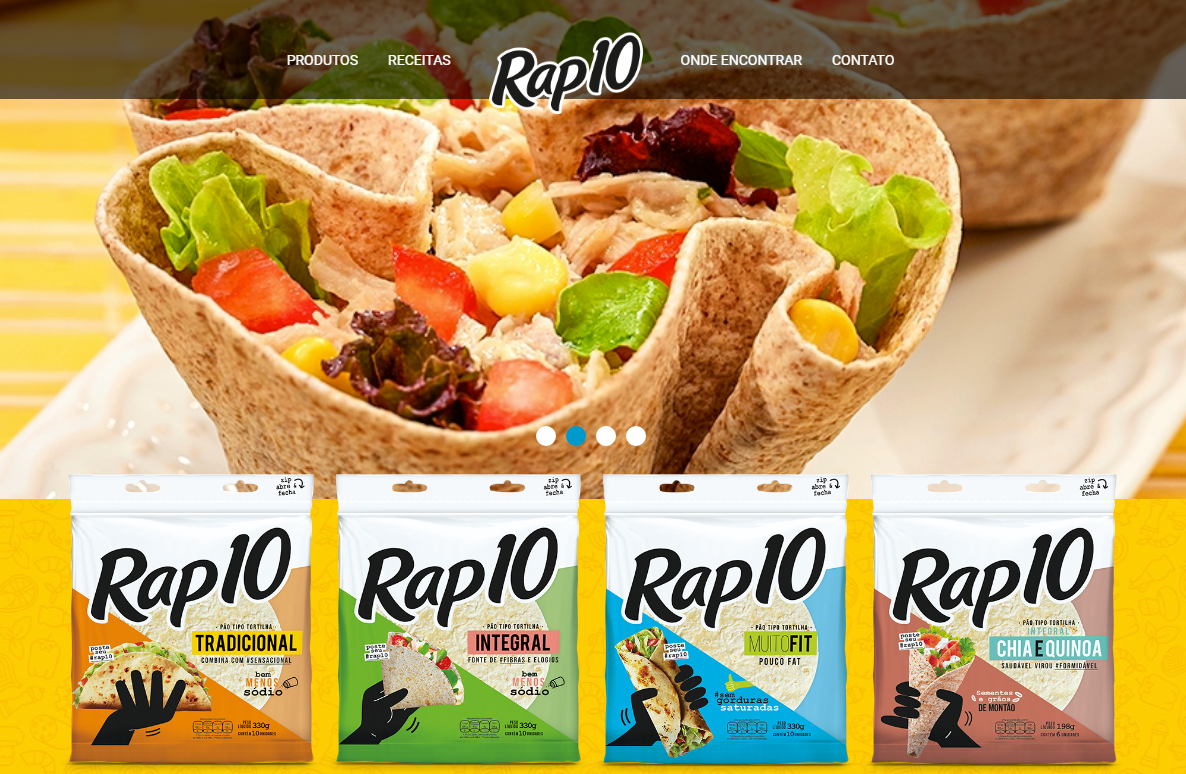 PRODUTOS RECEITAS Rap10 ONDE ENCONTRAR CONTATO
zip
abre e
fecha
Rap10
• PÃO TIPO TORTILHA •
TRADICIONAL
COMBINA COM #SENSACIONAL
poste
seu
#rap10
bem
MENOS
sódio
PESO
LÍQUIDO 330g
CONTÉM 10 UNIDADES
zip
abre e
fecha
Rap10
• PÃO TIPO TORTILHA •
INTEGRAL
FONTE DE #FIBRAS E ELOGIOS
poste
seu
#rap10
bem
MENOS
sódio
PESO
LÍQUIDO 330g
CONTÉM 10 UNIDADES
zip
abre e
fecha
Rap10
• PÃO TIPO TORTILHA •
MUITOFIT
POUCO FAT
poste
seu
#rap10
#sem
gorduras
saturadas
PESO
LÍQUIDO 330g
CONTÉM 10 UNIDADES
zip
abre e
fecha
Rap10
• PÃO TIPO TORTILHA •
INTEGRAL
CHIA E QUINOA
SAUDÁVEL VIROU #FORMIDÁVEL
poste
seu
#rap10
Sementes
e grãos
DE MONTÃO
PESO
LÍQUIDO 198g
CONTÉM 6 UNIDADES